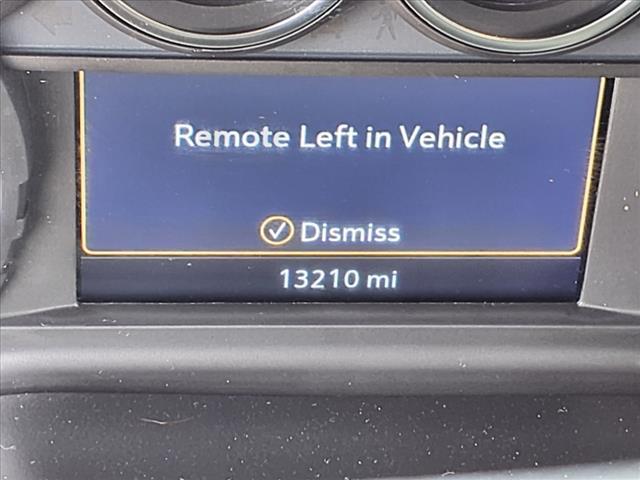 Remote Left in Vehicle
Dismiss
13210 mi